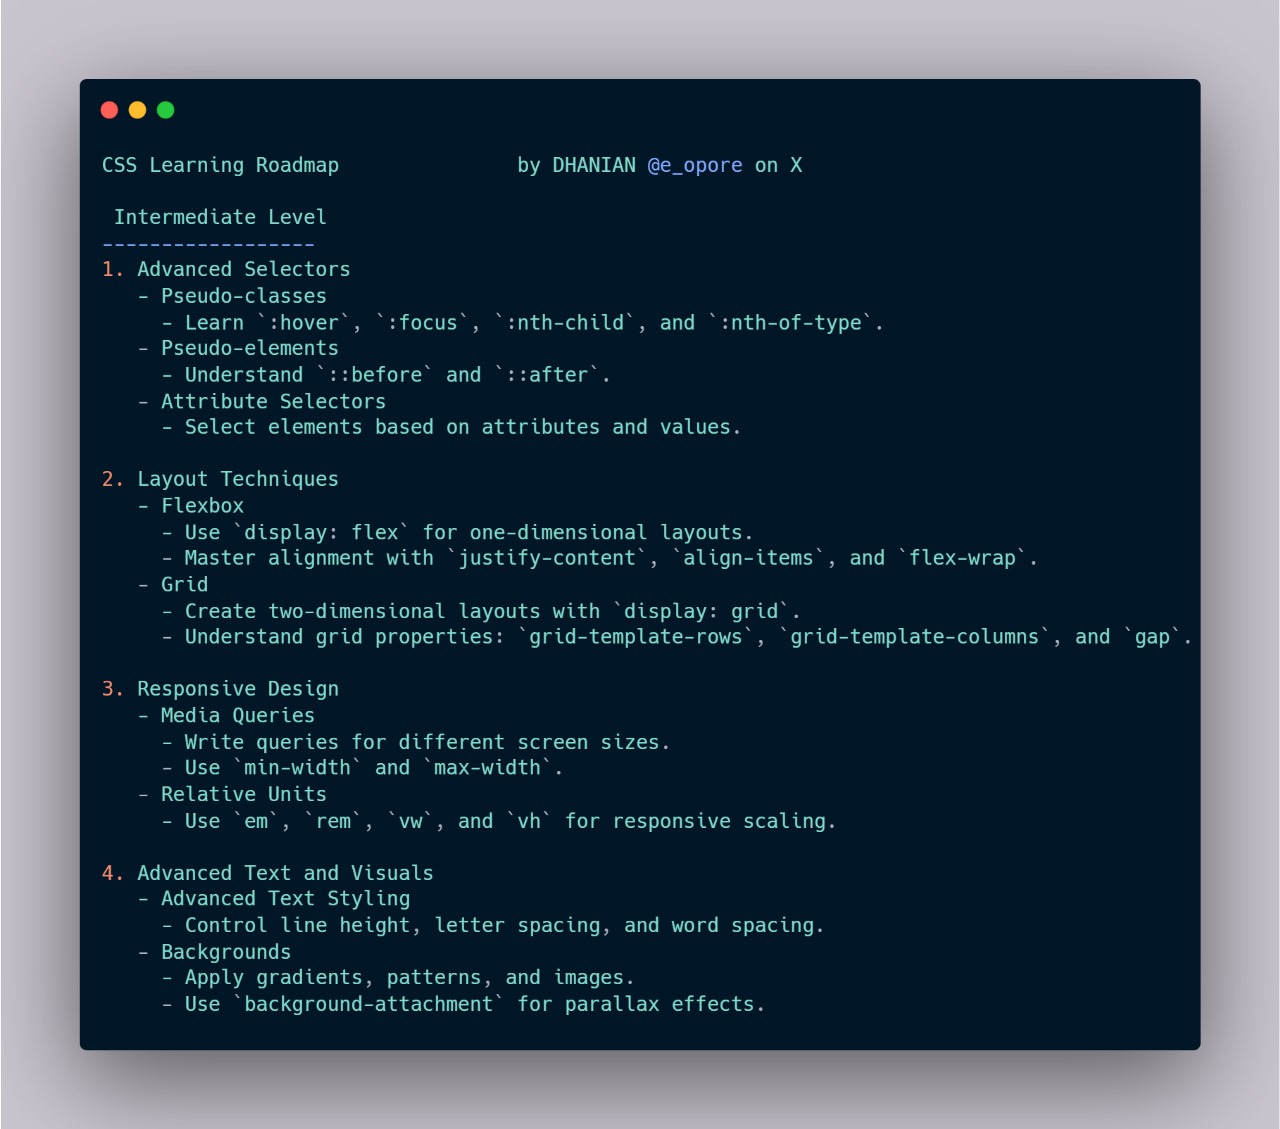 CSS Learning Roadmap               by DHANIAN @e_opore on X
 Intermediate Level
------------------
1. Advanced Selectors
   - Pseudo-classes
     - Learn `:hover`, `:focus`, `:nth-child`, and `:nth-of-type`.
   - Pseudo-elements
     - Understand `::before` and `::after`.
   - Attribute Selectors
     - Select elements based on attributes and values.
2. Layout Techniques
   - Flexbox
     - Use `display: flex` for one-dimensional layouts.
     - Master alignment with `justify-content`, `align-items`, and `flex-wrap`.
   - Grid
     - Create two-dimensional layouts with `display: grid`.
     - Understand grid properties: `grid-template-rows`, `grid-template-columns`, and `gap`.
3. Responsive Design
   - Media Queries
     - Write queries for different screen sizes.
     - Use `min-width` and `max-width`.
   - Relative Units
     - Use `em`, `rem`, `vw`, and `vh` for responsive scaling.
4. Advanced Text and Visuals
   - Advanced Text Styling
     - Control line height, letter spacing, and word spacing.
   - Backgrounds
     - Apply gradients, patterns, and images.
     - Use `background-attachment` for parallax effects.